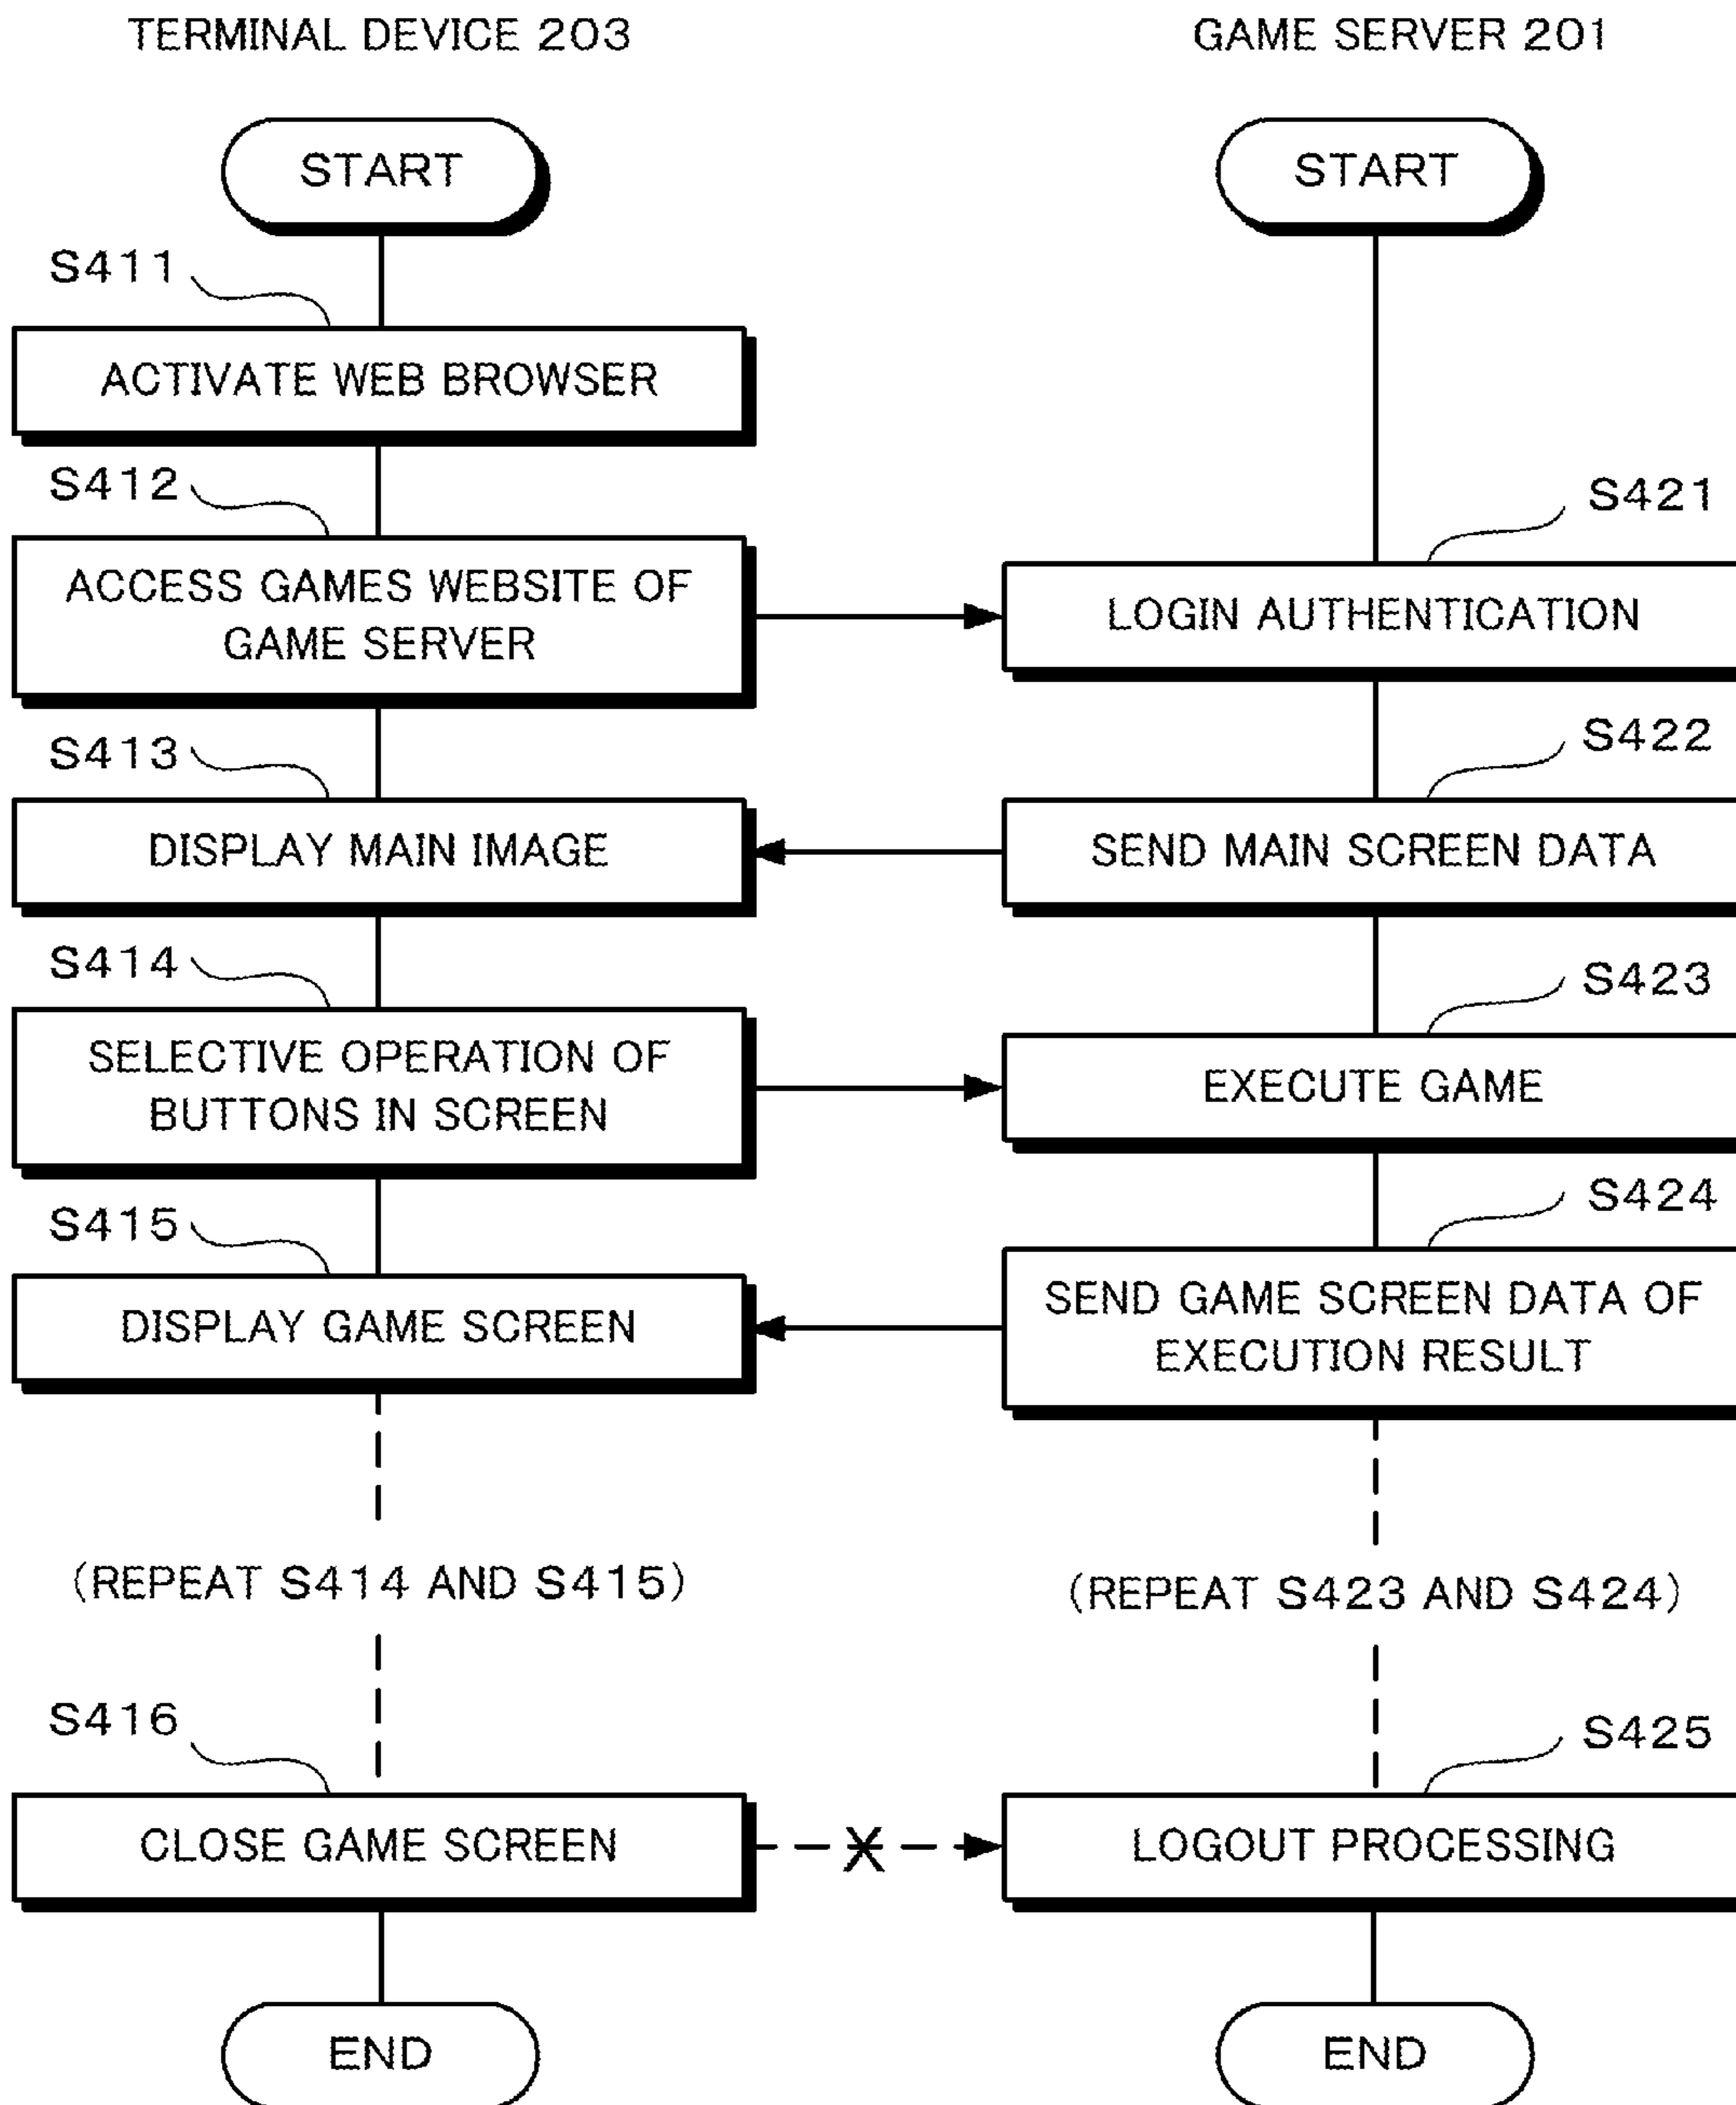 TERMINAL DEVICE 203
GAME SERVER 201
START
START
S411
ACTIVATE WEB BROWSER
S412
S421
ACCESS GAMES WEBSITE OF
GAME SERVER
LOGIN AUTHENTICATION
S413
S422
DISPLAY MAIN IMAGE
SEND MAIN SCREEN DATA
S414
S423
SELECTIVE OPERATION OF
BUTTONS IN SCREEN
EXECUTE GAME
S415
S424
DISPLAY GAME SCREEN
SEND GAME SCREEN DATA OF
EXECUTION RESULT
(REPEAT S414 AND S415)
(REPEAT S423 AND S424)
S416
S425
CLOSE GAME SCREEN
X
LOGOUT PROCESSING
END
END